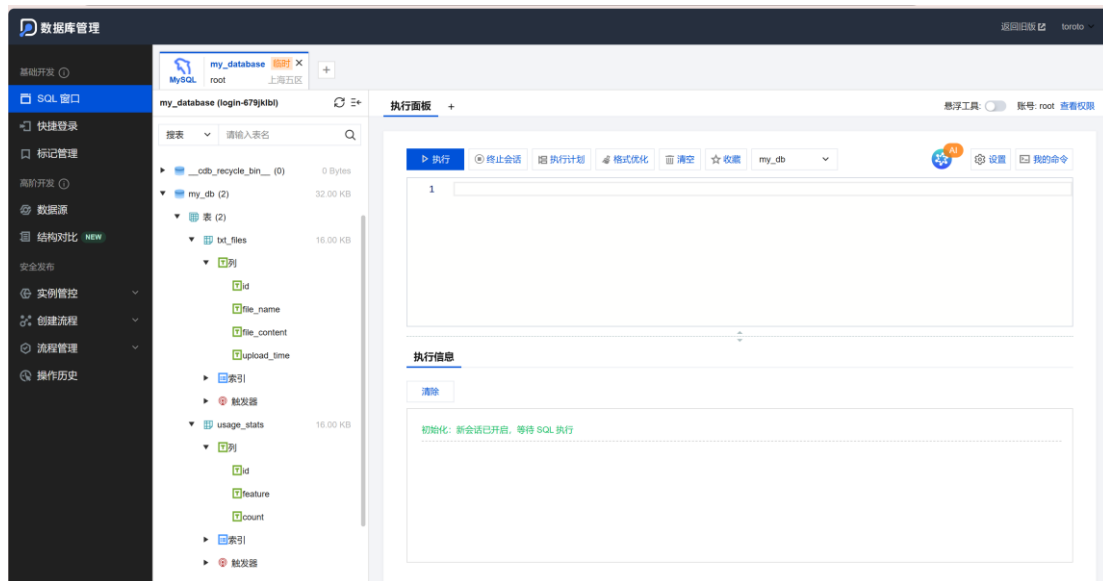 数据库管理
返回旧版
toroto
基础开发
SQL 窗口
快捷登录
标记管理
高阶开发
数据源
结构对比 NEW
安全发布
实例管控
创建流程
流程管理
操作历史
MySQL
my_database 临时
root 上海五区
+
my_database (login-679jklbl)
搜表
请输入表名
__cdb_recycle_bin__ (0) 0 Bytes
my_db (2) 32.00 KB
表 (2)
txt_files 16.00 KB
列
id
file_name
file_content
upload_time
索引
触发器
usage_stats 16.00 KB
列
id
feature
count
索引
触发器
执行面板 +
悬浮工具: 账号: root 查看权限
执行 终止会话 执行计划 格式优化 清空 收藏 my_db AI 设置 我的命令
1
执行信息
清除
初始化: 新会话已开启, 等待 SQL 执行